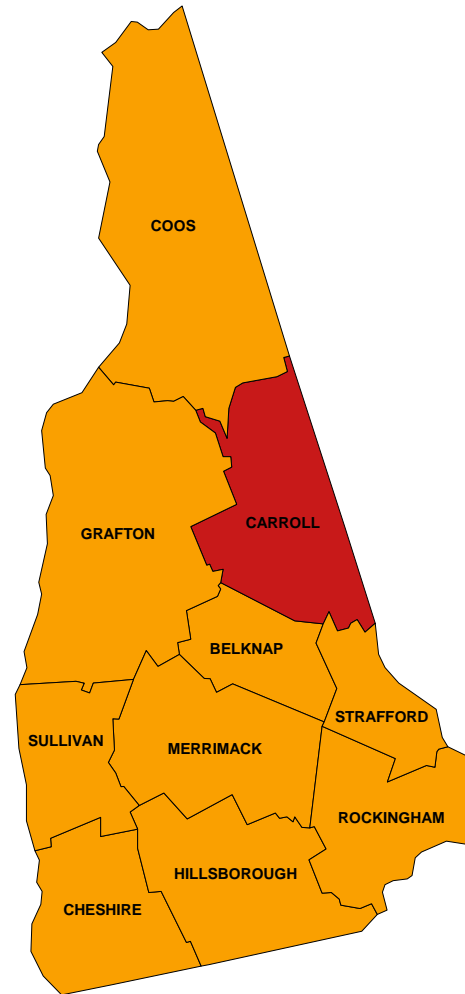 COOS
CARROLL
GRAFTON
BELKNAP
STRAFFORD
SULLIVAN
MERRIMACK
ROCKINGHAM
HILLSBOROUGH
CHESHIRE